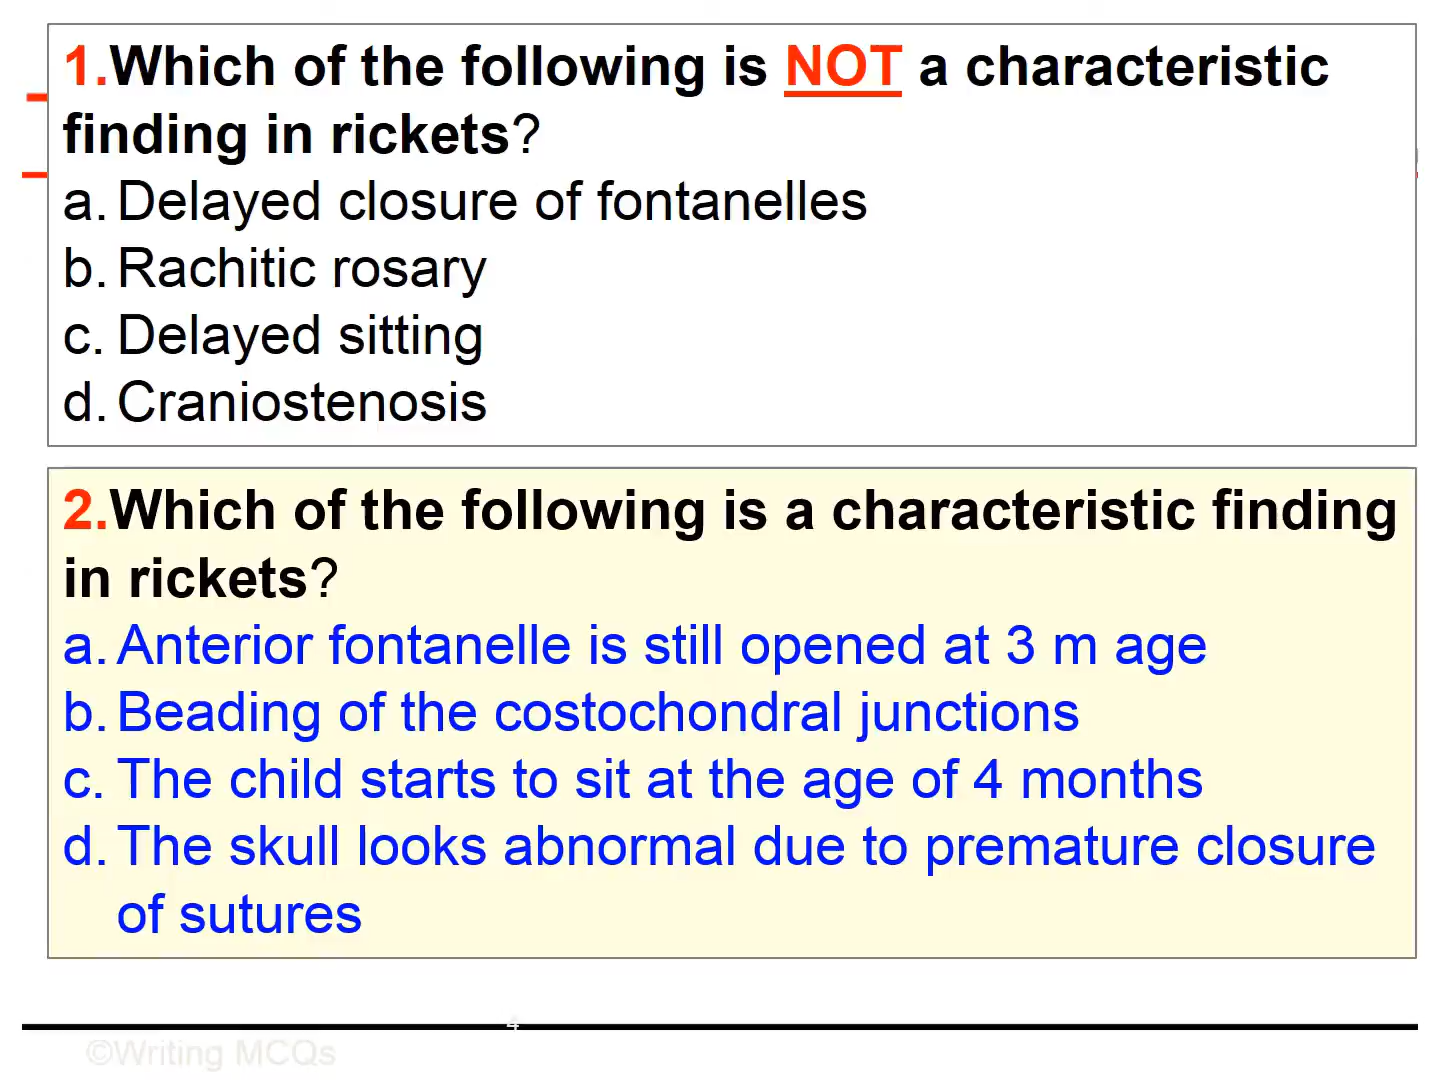 1.Which of the following is NOT a characteristic
finding in rickets?
a. Delayed closure of fontanelles
b. Rachitic rosary
c. Delayed sitting
d. Craniostenosis
2.Which of the following is a characteristic finding
in rickets?
a. Anterior fontanelle is still opened at 3 m age
b. Beading of the costochondral junctions
c. The child starts to sit at the age of 4 months
d. The skull looks abnormal due to premature closure
of sutures
4
©Writing MCQs